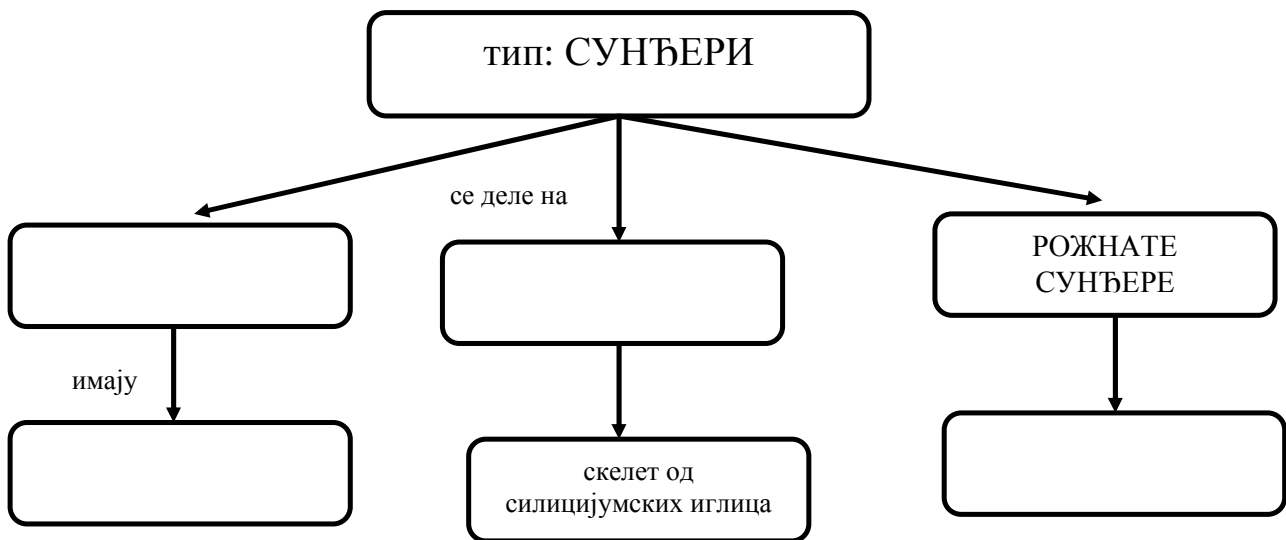 тип: СУНЂЕРИ
се деле на
РОЖНАТЕ
СУНЂЕРЕ
имају
скелет од
силицијумских иглица